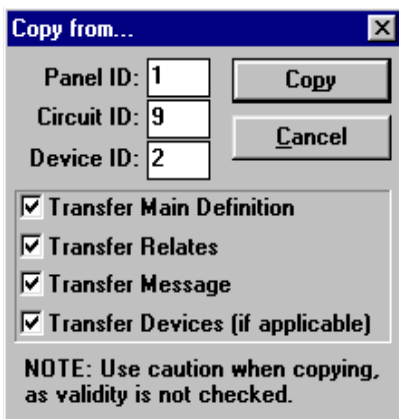 Copy from...
Panel ID: 1
Copy
Circuit ID: 9
Cancel
Device ID: 2
Transfer Main Definition
Transfer Relates
Transfer Message
Transfer Devices (if applicable)
NOTE: Use caution when copying,
as validity is not checked.